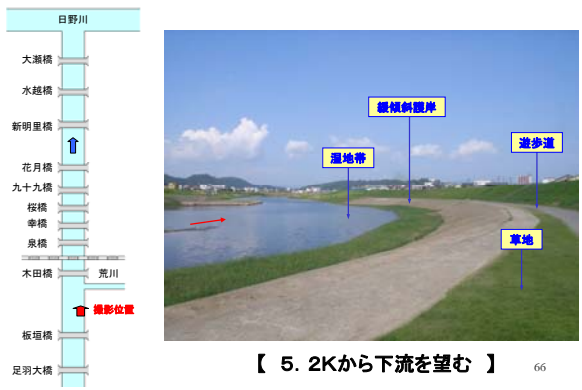 日野川
大瀬橋
水越橋
新明里橋
花月橋
九十九橋
桜橋
幸橋
泉橋
木田橋
荒川
撮影位置
板垣橋
足羽大橋
緩傾斜護岸
遊歩道
湿地帯
草地
【 5．2Kから下流を望む 】
66